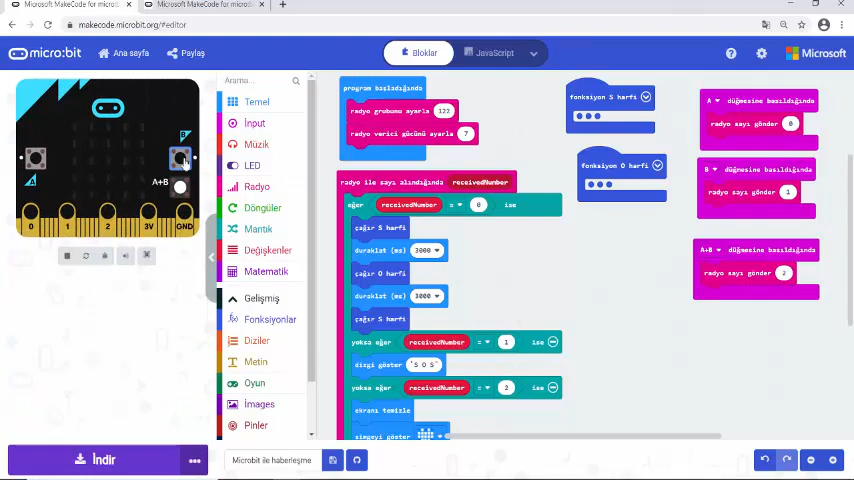 Microsoft MakeCode for micro:bit
Microsoft MakeCode for micro:bit
makecode.microbit.org/#editor
micro:bit
Ana sayfa
Paylaş
Bloklar
JavaScript
Microsoft
B
A
A+B
0
1
2
3V
GND
Arama...
Temel
Input
Müzik
LED
Radyo
Döngüler
Mantık
Değişkenler
Matematik
Gelişmiş
Fonksiyonlar
Diziler
Metin
Oyun
İmages
Pinler
program başladığında
radyo grubumu ayarla 122
radyo verici gücünü ayarla 7
radyo ile sayı alındığında receivedNumber
eğer receivedNumber = 0 ise
çağır S harfi
duraklat (ms) 3000
çağır O harfi
duraklat (ms) 3000
çağır S harfi
yoksa eğer receivedNumber = 1 ise
dizgi göster "S O S"
yoksa eğer receivedNumber = 2 ise
ekranı temizle
simgeyi göster
fonksiyon S harfi
fonksiyon O harfi
A düğmesine basıldığında
radyo sayı gönder 0
B düğmesine basıldığında
radyo sayı gönder 1
A+B düğmesine basıldığında
radyo sayı gönder 2
İndir
Microbit ile haberleşme